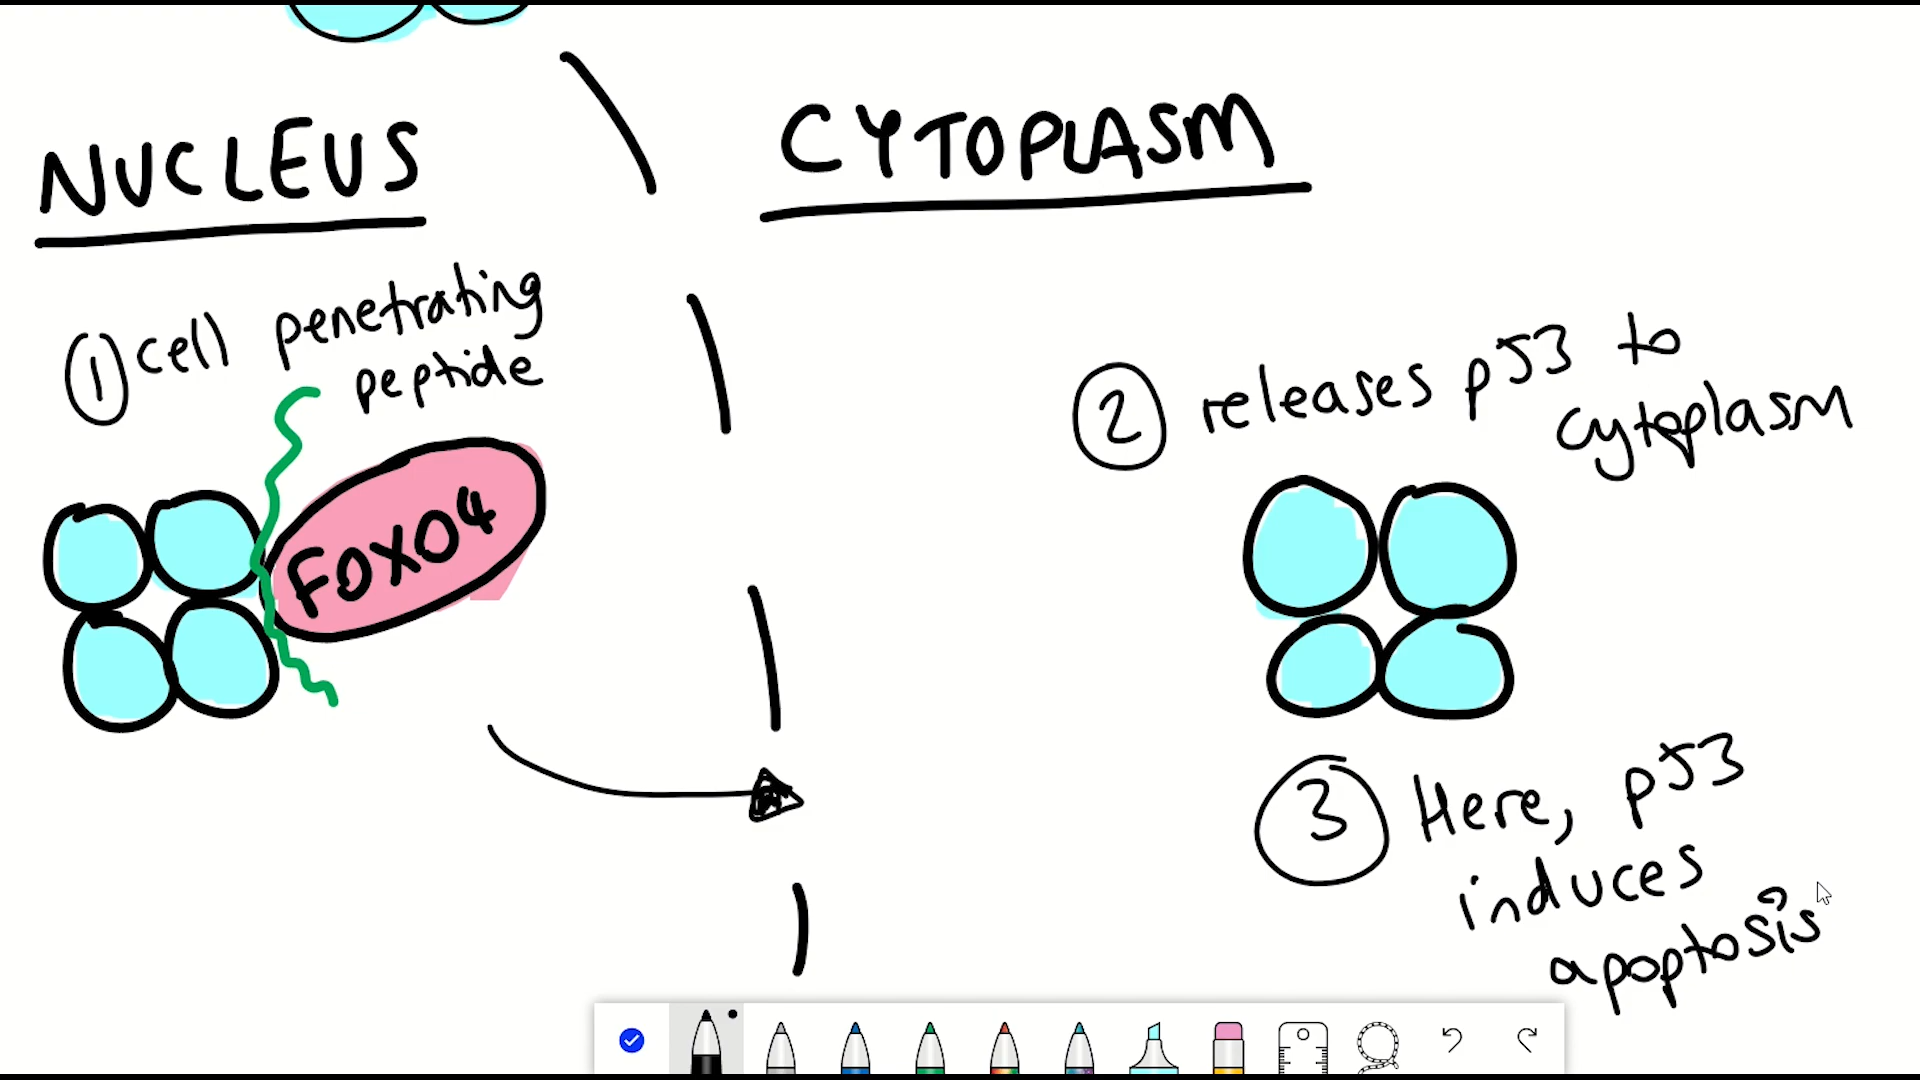 NUCLEUS
CYTOPLASM
① cell penetrating
peptide
FOXO4
② releases p53 to
cytoplasm
③ Here, p53
induces
apoptosis